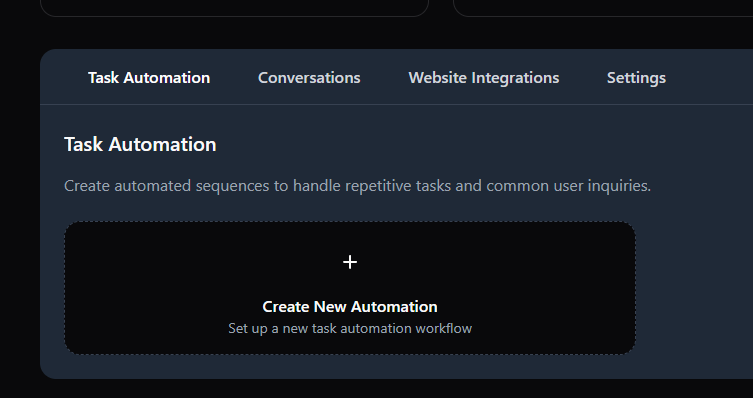 Task Automation
Conversations
Website Integrations
Settings
Task Automation
Create automated sequences to handle repetitive tasks and common user inquiries.
+
Create New Automation
Set up a new task automation workflow